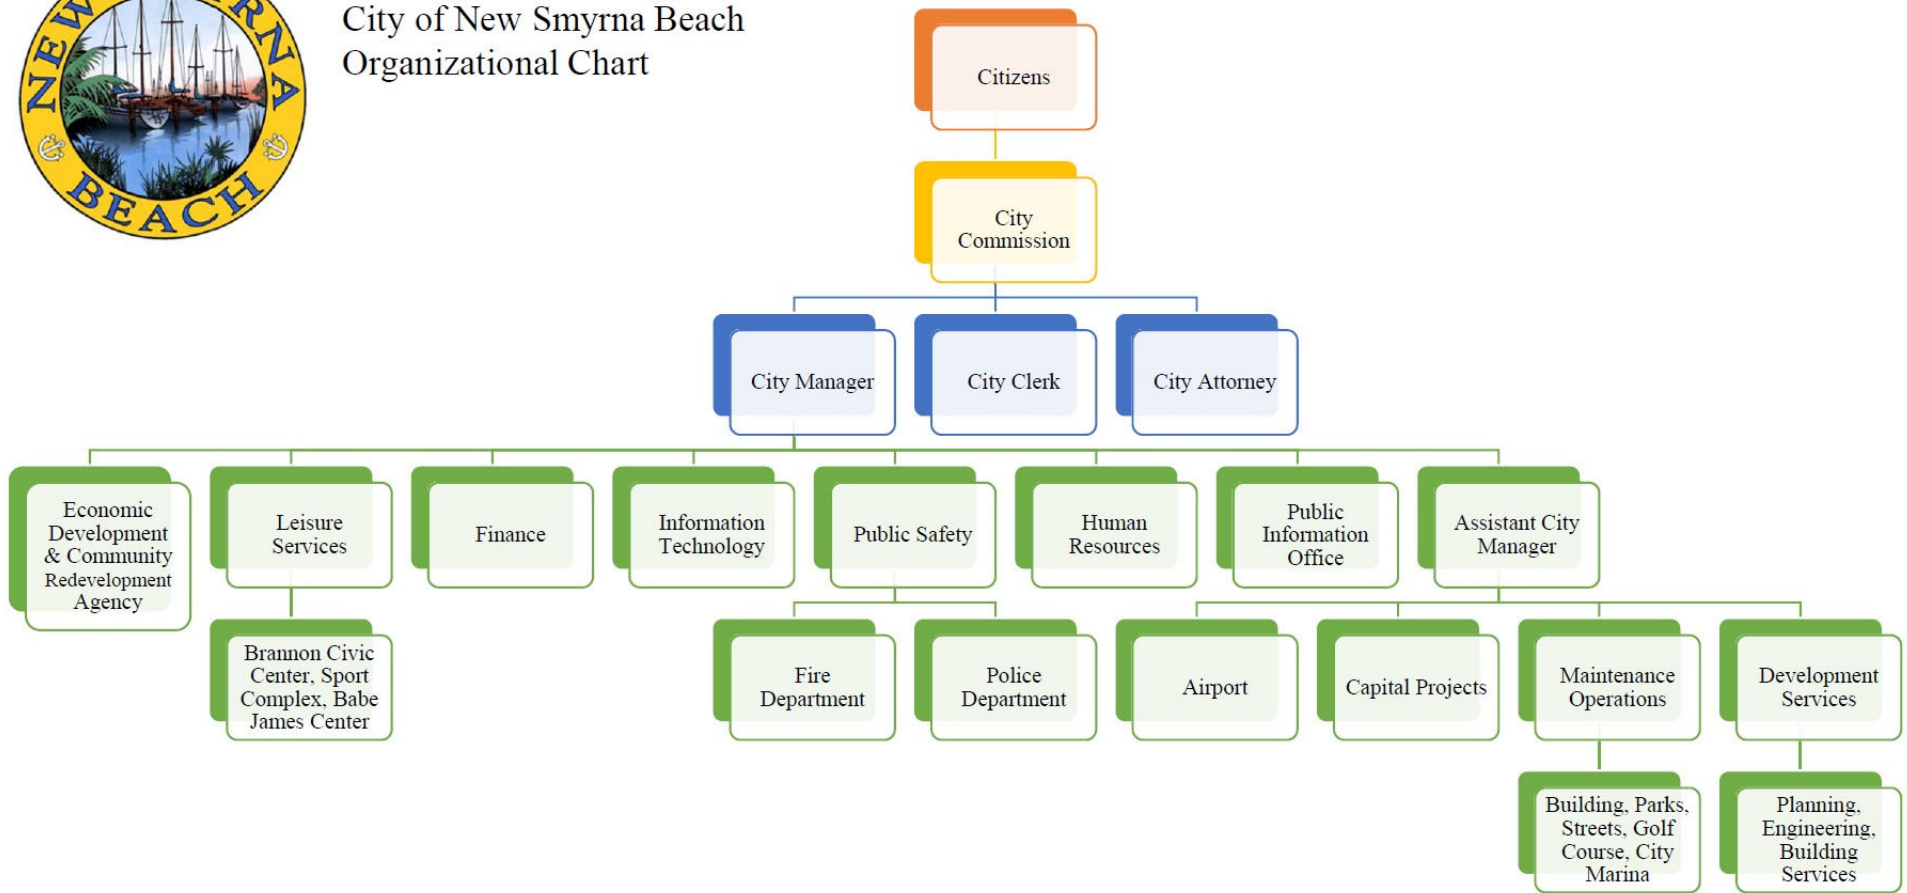 NEW SMYRNA
BEACH
City of New Smyrna Beach
Organizational Chart
Citizens
City
Commission
City Manager
City Clerk
City Attorney
Economic
Development
& Community
Redevelopment
Agency
Leisure
Services
Finance
Information
Technology
Public Safety
Human
Resources
Public
Information
Office
Assistant City
Manager
Brannon Civic
Center, Sport
Complex, Babe
James Center
Fire
Department
Police
Department
Airport
Capital Projects
Maintenance
Operations
Development
Services
Building, Parks,
Streets, Golf
Course, City
Marina
Planning,
Engineering,
Building
Services